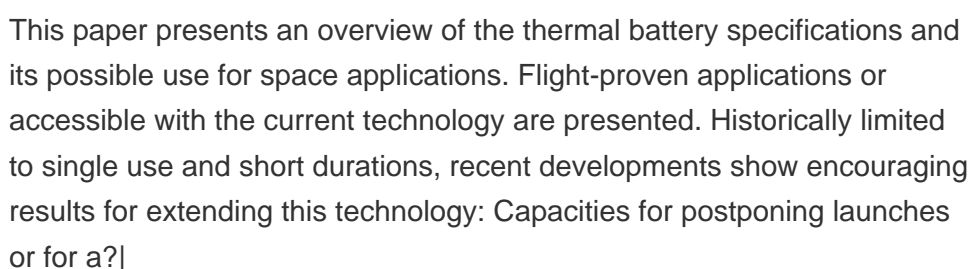 This paper presents an overview of the thermal battery specifications and
its possible use for space applications. Flight-proven applications or
accessible with the current technology are presented. Historically limited
to single use and short durations, recent developments show encouraging
results for extending this technology: Capacities for postponing launches
or for a?|